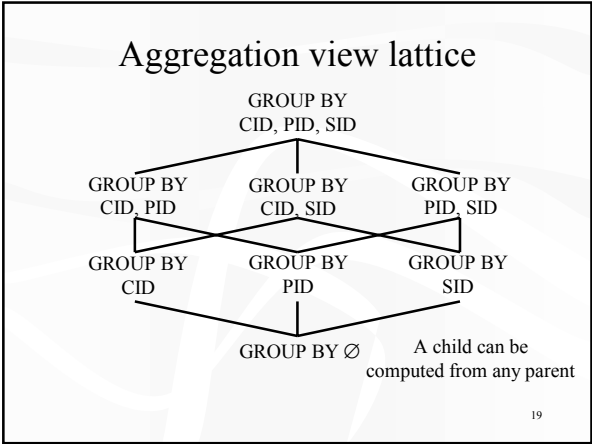 Aggregation view lattice
GROUP BY
CID, PID, SID
GROUP BY
CID, PID
GROUP BY
CID, SID
GROUP BY
PID, SID
GROUP BY
CID
GROUP BY
PID
GROUP BY
SID
GROUP BY ∅
A child can be
computed from any parent
19